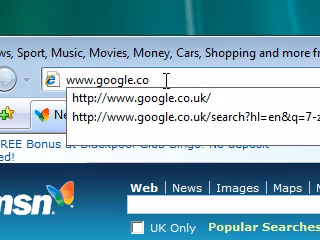 ws, Sport, Music, Movies, Money, Cars, Shopping and more fr
www.google.co
http://www.google.co.uk/
http://www.google.co.uk/search?hl=en&q=7-z
Ne
FREE Bonus at Blackpool Club Bingo. No deposit
ed!
msn
Web | News | Images | Maps |
UK Only
Popular Searches